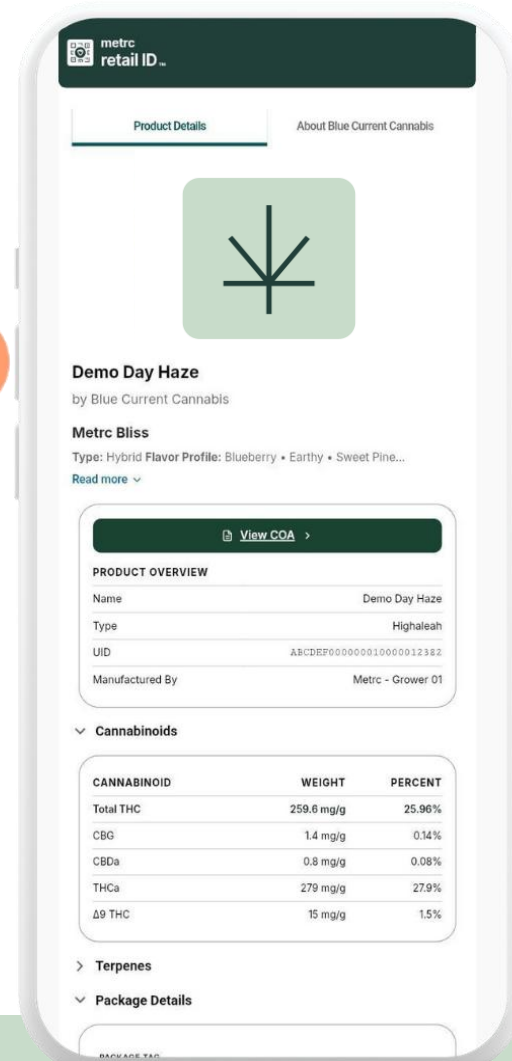 metrc
retail ID™
Product Details About Blue Current Cannabis
Demo Day Haze
by Blue Current Cannabis
Metrc Bliss
Type: Hybrid Flavor Profile: Blueberry • Earthy • Sweet Pine...
Read more
View COA
PRODUCT OVERVIEW
Name Demo Day Haze
Type Highaleah
UID ABCDEF000000010000012382
Manufactured By Metrc - Grower 01
Cannabinoids
CANNABINOID WEIGHT PERCENT
Total THC 259.6 mg/g 25.96%
CBG 1.4 mg/g 0.14%
CBDa 0.8 mg/g 0.08%
THCa 279 mg/g 27.9%
Δ9 THC 15 mg/g 1.5%
Terpenes
Package Details
PACKAGE TAG